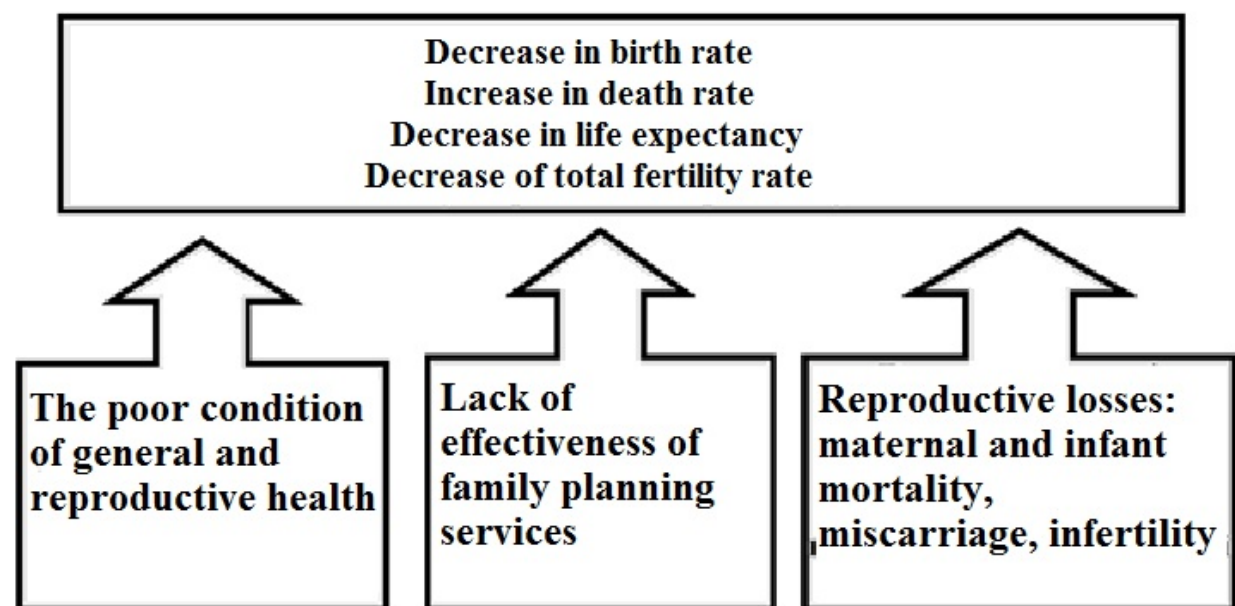 Decrease in birth rate
Increase in death rate
Decrease in life expectancy
Decrease of total fertility rate
The poor condition
of general and
reproductive health
Lack of
effectiveness of
family planning
services
Reproductive losses:
maternal and infant
mortality,
miscarriage, infertility